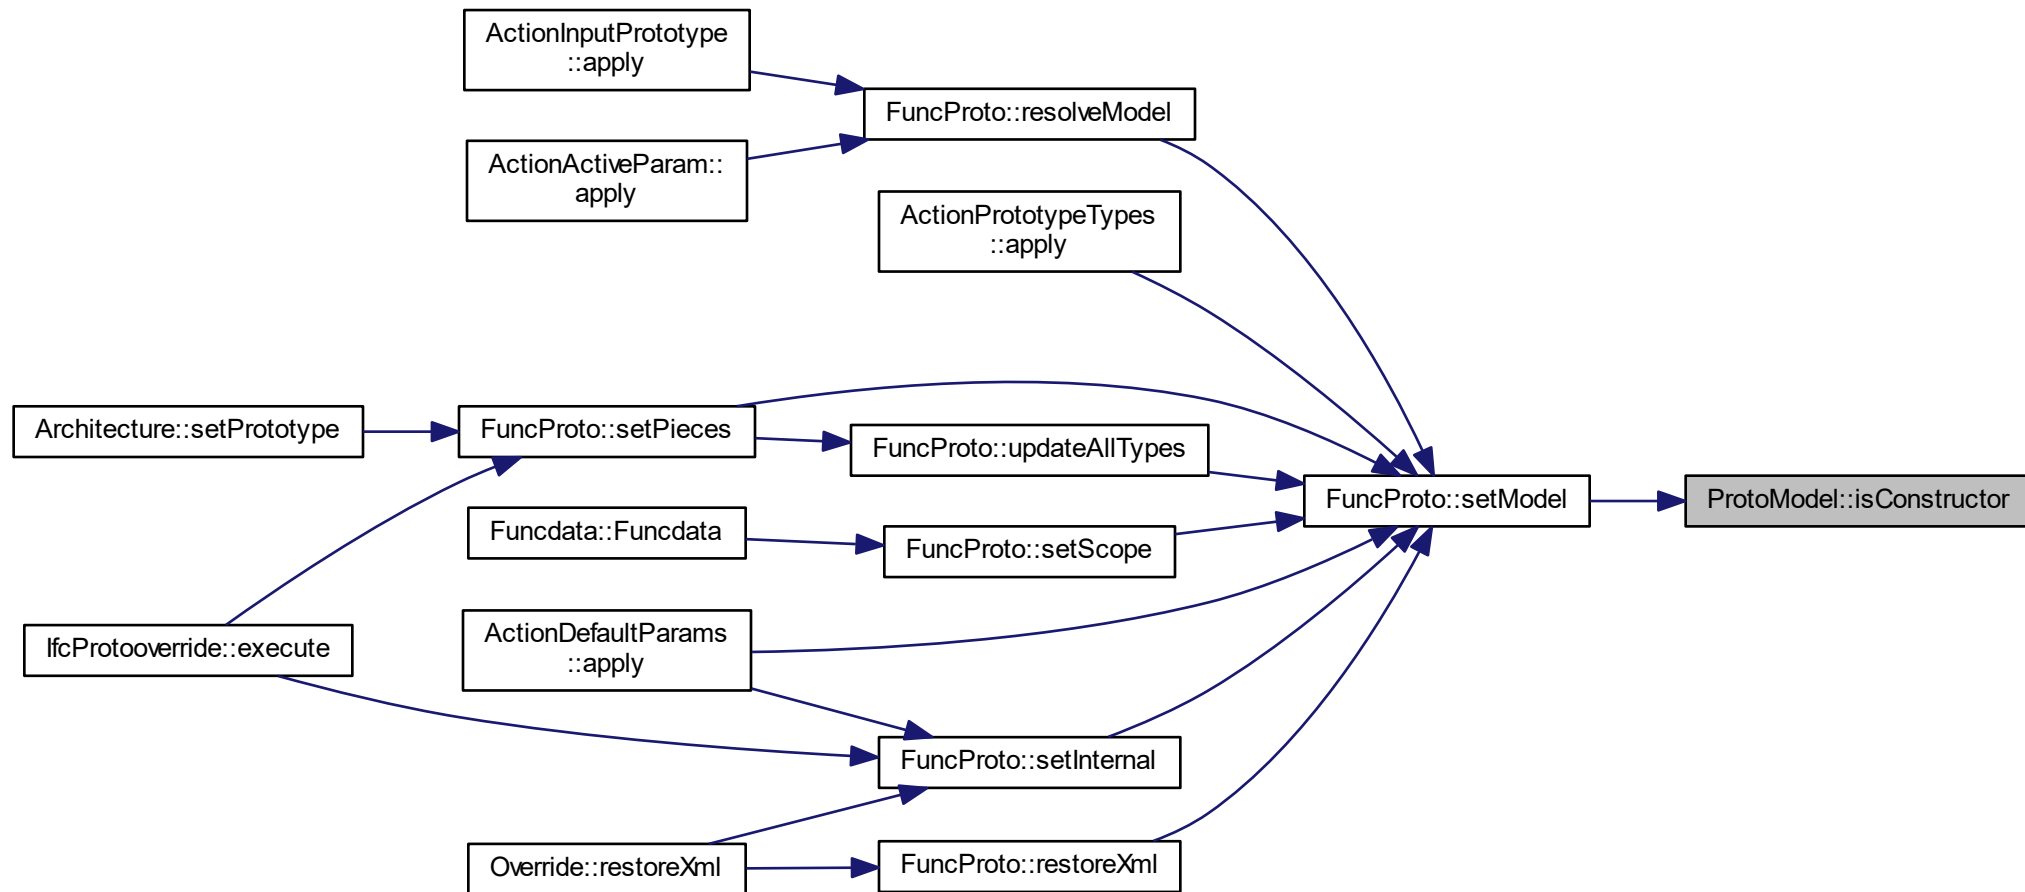 ActionInputPrototype
::apply
FuncProto::resolveModel
ActionActiveParam::
apply
ActionPrototypeTypes
::apply
Architecture::setPrototype
FuncProto::setPieces
FuncProto::updateAllTypes
FuncProto::setModel
ProtoModel::isConstructor
Funcdata::Funcdata
FuncProto::setScope
IfcProtooverride::execute
ActionDefaultParams
::apply
FuncProto::setInternal
Override::restoreXml
FuncProto::restoreXml